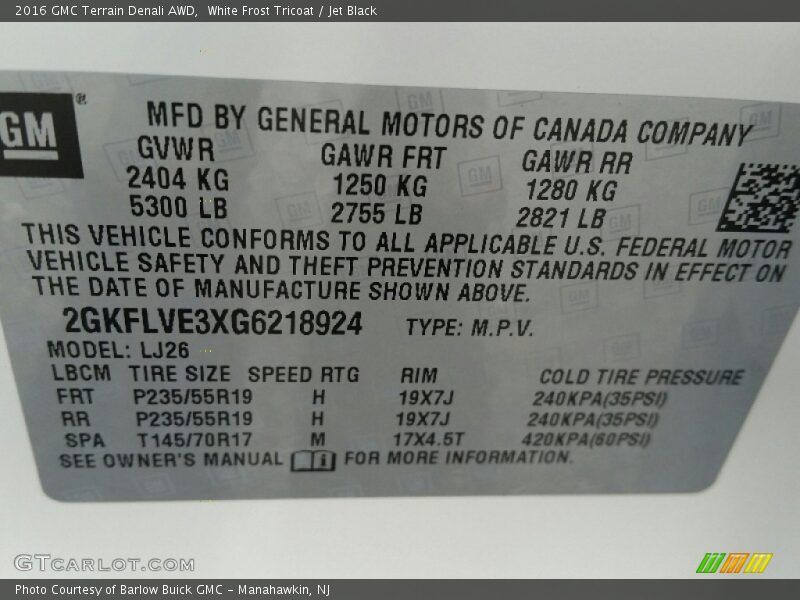 2016 GMC Terrain Denali AWD,  White Frost Tricoat / Jet Black
GM ®
MFD BY GENERAL MOTORS OF CANADA COMPANY
GVWR GAWR FRT GAWR RR
2404 KG 1250 KG 1280 KG
5300 LB 2755 LB 2821 LB
THIS VEHICLE CONFORMS TO ALL APPLICABLE U.S. FEDERAL MOTOR
VEHICLE SAFETY AND THEFT PREVENTION STANDARDS IN EFFECT ON
THE DATE OF MANUFACTURE SHOWN ABOVE.
2GKFLVE3XG6218924 TYPE: M.P.V.
MODEL: LJ26
LBCM TIRE SIZE SPEED RTG RIM COLD TIRE PRESSURE
FRT P235/55R19 H 19X7J 240KPA(35PSI)
RR P235/55R19 H 19X7J 240KPA(35PSI)
SPA T145/70R17 M 17X4.5T 420KPA(60PSI)
SEE OWNER'S MANUAL FOR MORE INFORMATION.
GTCARLOT.COM
Photo Courtesy of Barlow Buick GMC - Manahawkin, NJ